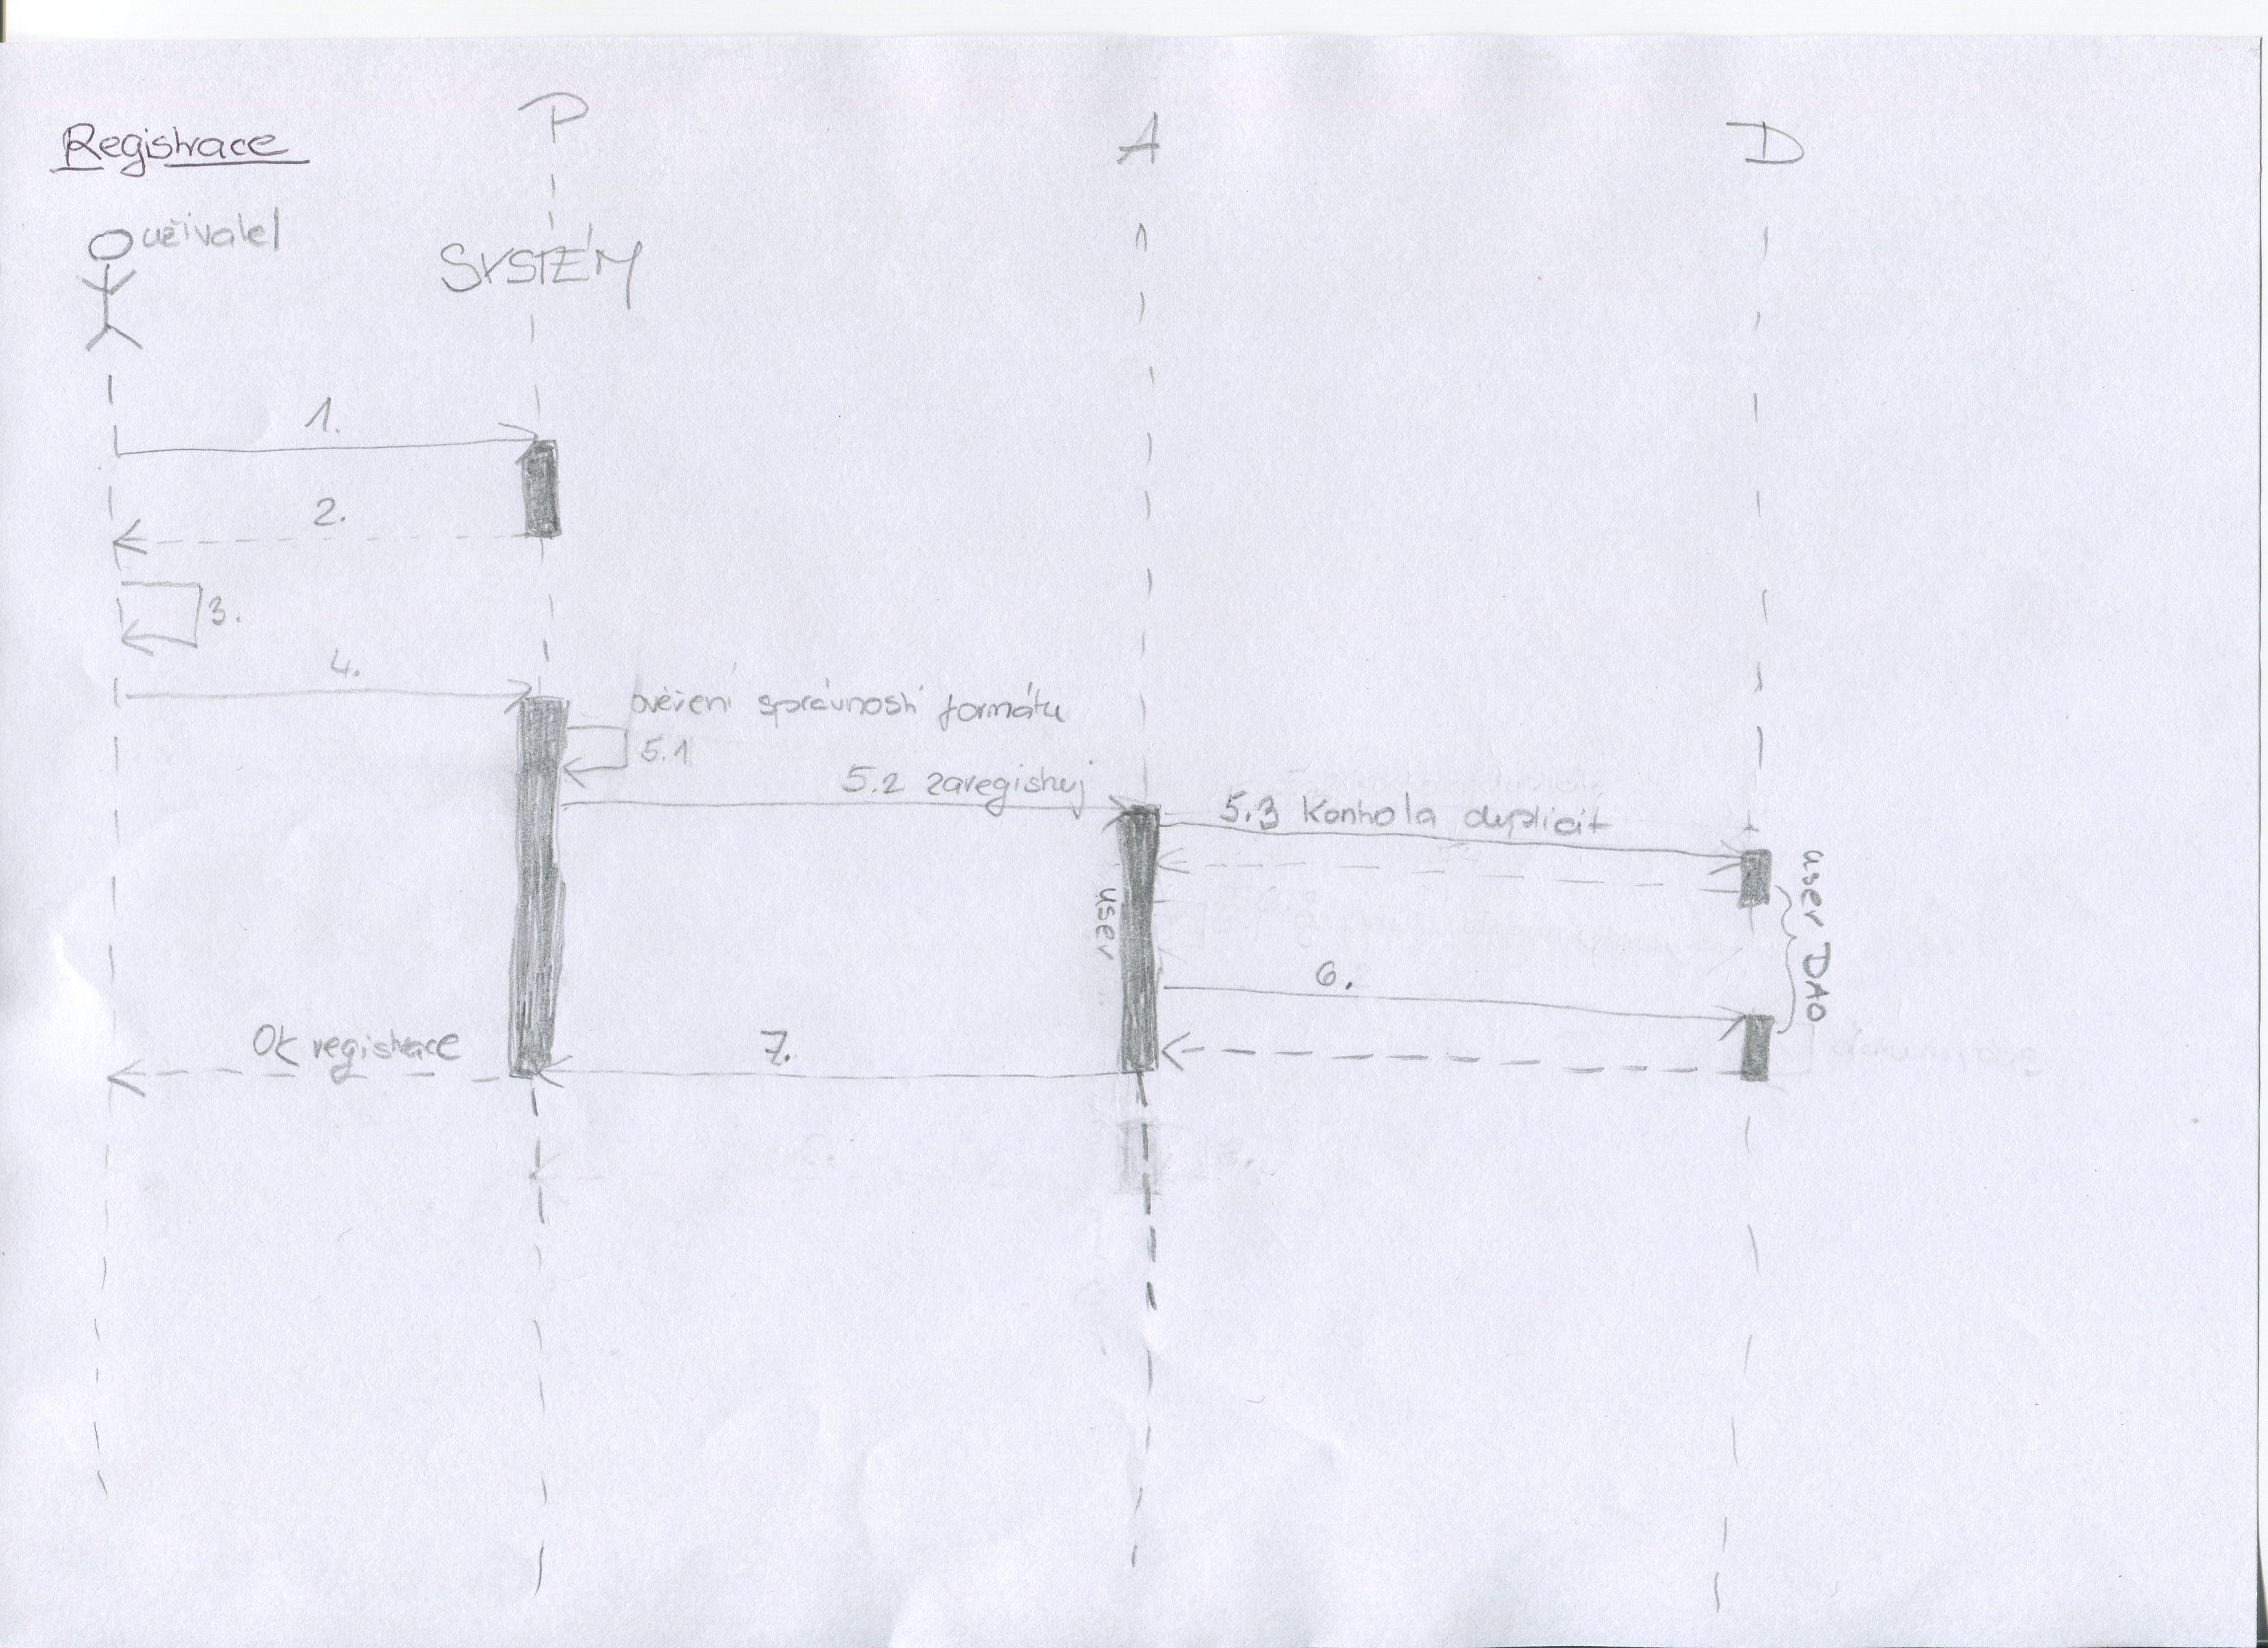 Registrace
P
A
D
uživatel
SYSTÉM
1.
2.
3.
4.
ověření správnosti formátu
5.1
5.2 zaregistruj
5.3 Kontrola duplicit
user
user DAO
6.
Ok registrace
7.